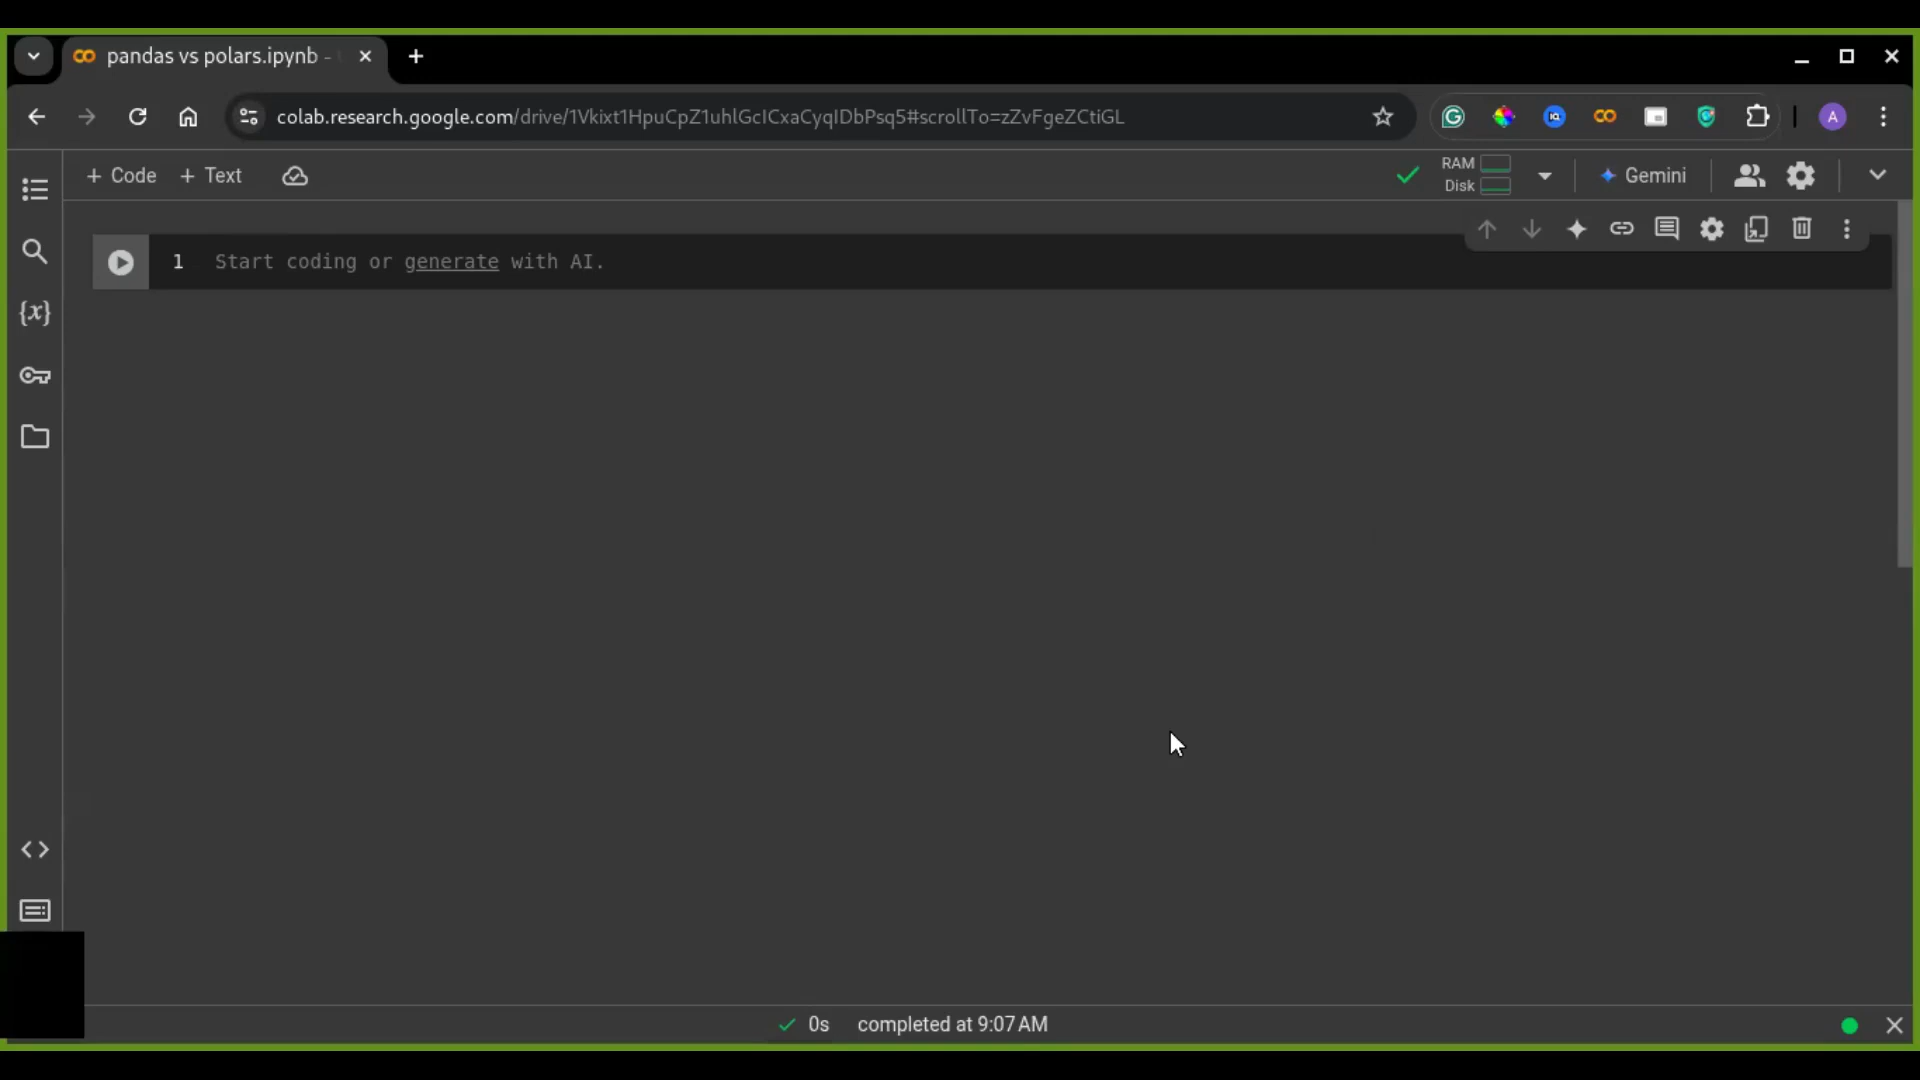 pandas vs polars.ipynb -
colab.research.google.com/drive/1Vkixt1HpuCpZ1uhlGcICxaCyqIDbPsq5#scrollTo=zZvFgeZCtiGL
A
+ Code + Text
RAM
Disk
Gemini
{x}
1 Start coding or generate with AI.
0s completed at 9:07 AM